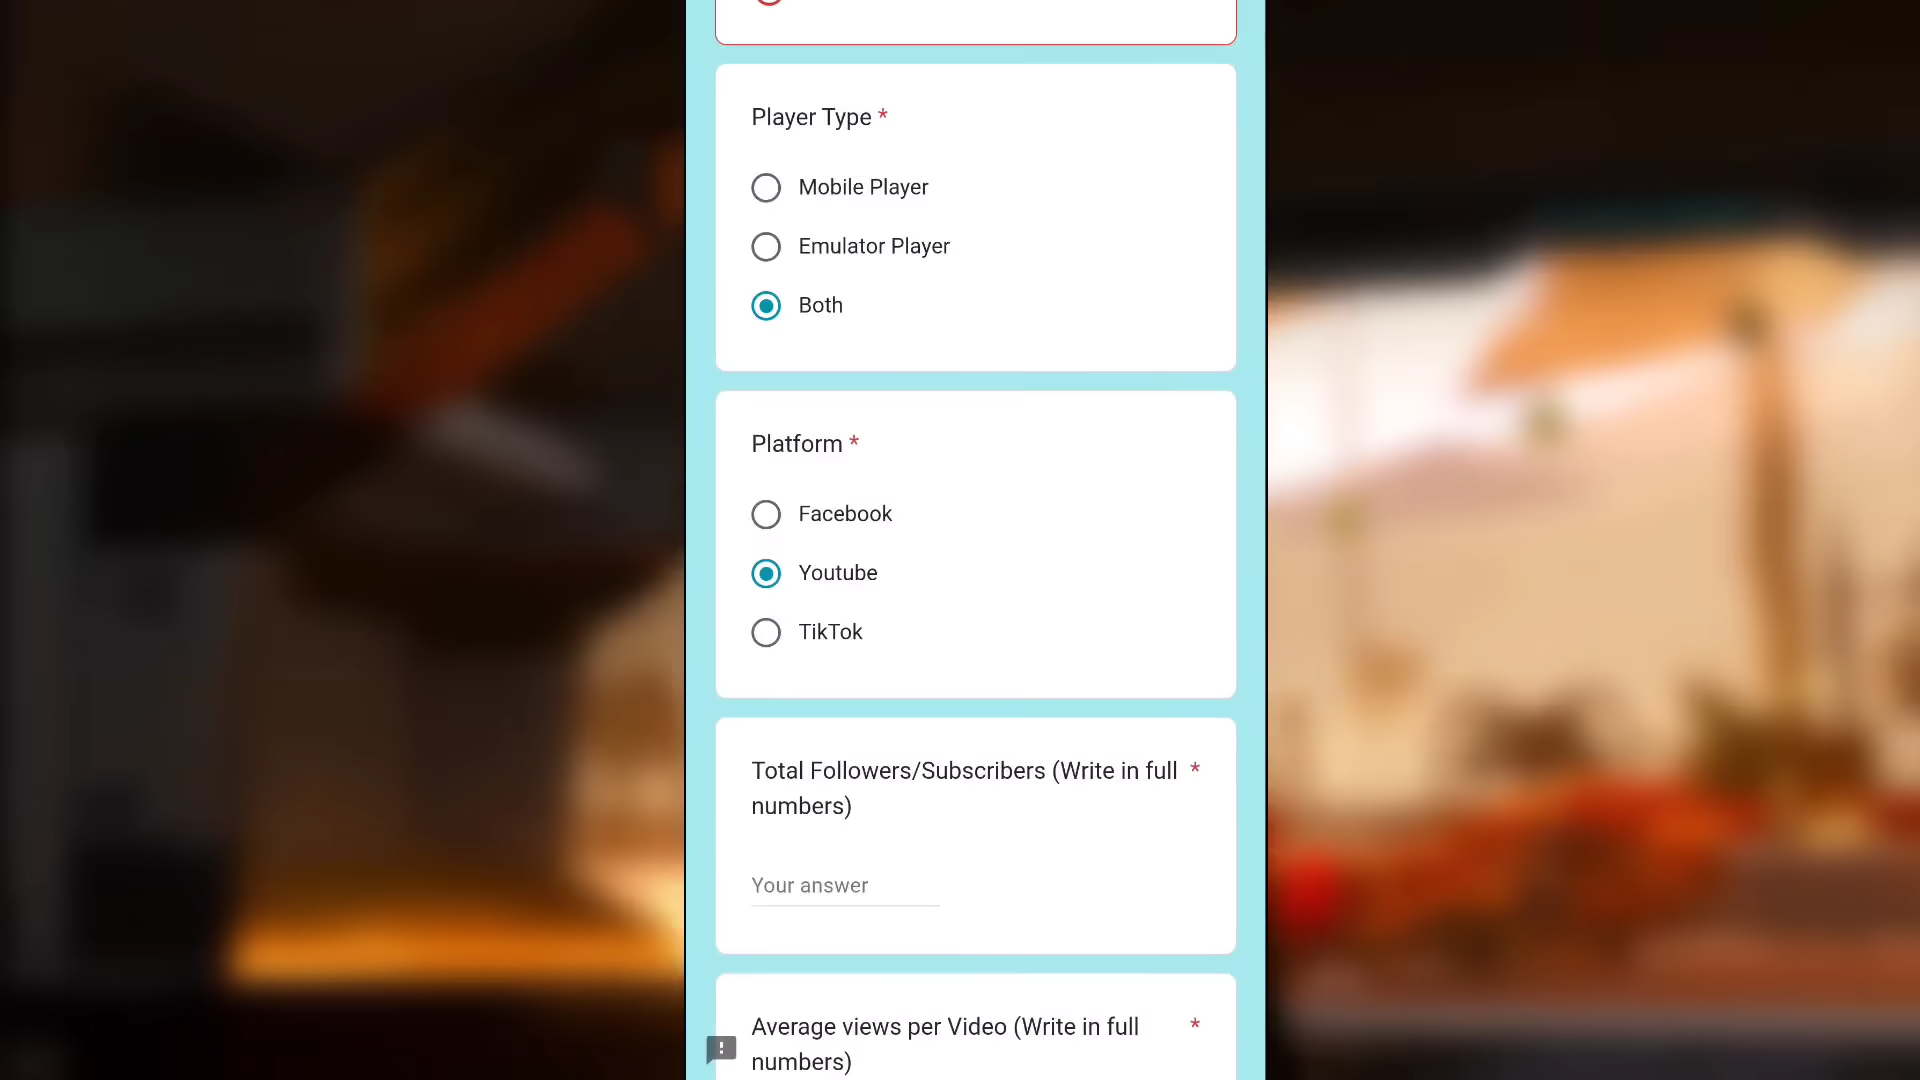 Player Type *
Mobile Player
Emulator Player
Both
Platform *
Facebook
Youtube
TikTok
Total Followers/Subscribers (Write in full *
numbers)
Your answer
Average views per Video (Write in full *
numbers)